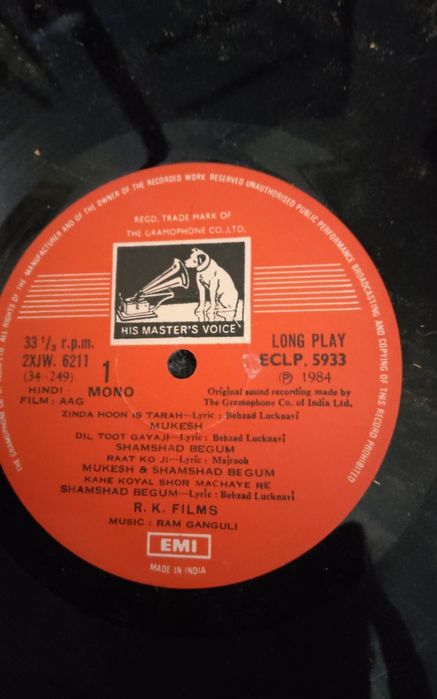 ALL RIGHTS OF THE MANUFACTURER AND OF THE OWNER OF THE RECORDED WORK RESERVED UNAUTHORISED PUBLIC PERFORMANCE BROADCASTING AND COPYING OF THIS RECORD PROHIBITED
REGD. TRADE MARK OF
THE GRAMOPHONE CO., LTD.
HIS MASTER'S VOICE
33 1/3 r.p.m.
2XJW. 6211
(34-249)
HINDI
FILM: AAG
1
MONO
LONG PLAY
ECLP. 5933
Ⓟ 1984
Original sound recording made by
The Gramophone Co. of India Ltd.
ZINDA HOON IS TARAH—Lyric: Behzad Lucknavi
MUKESH
DIL TOOT GAYAJI—Lyric: Behzad Lucknavi
SHAMSHAD BEGUM
RAAT KO JI—Lyric: Majrooh
MUKESH & SHAMSHAD BEGUM
KAHE KOYAL SHOR MACHAYE RE
SHAMSHAD BEGUM—Lyric: Behzad Lucknavi
R. K. FILMS
MUSIC: RAM GANGULI
EMI
MADE IN INDIA
THE GRAMOPHONE CO